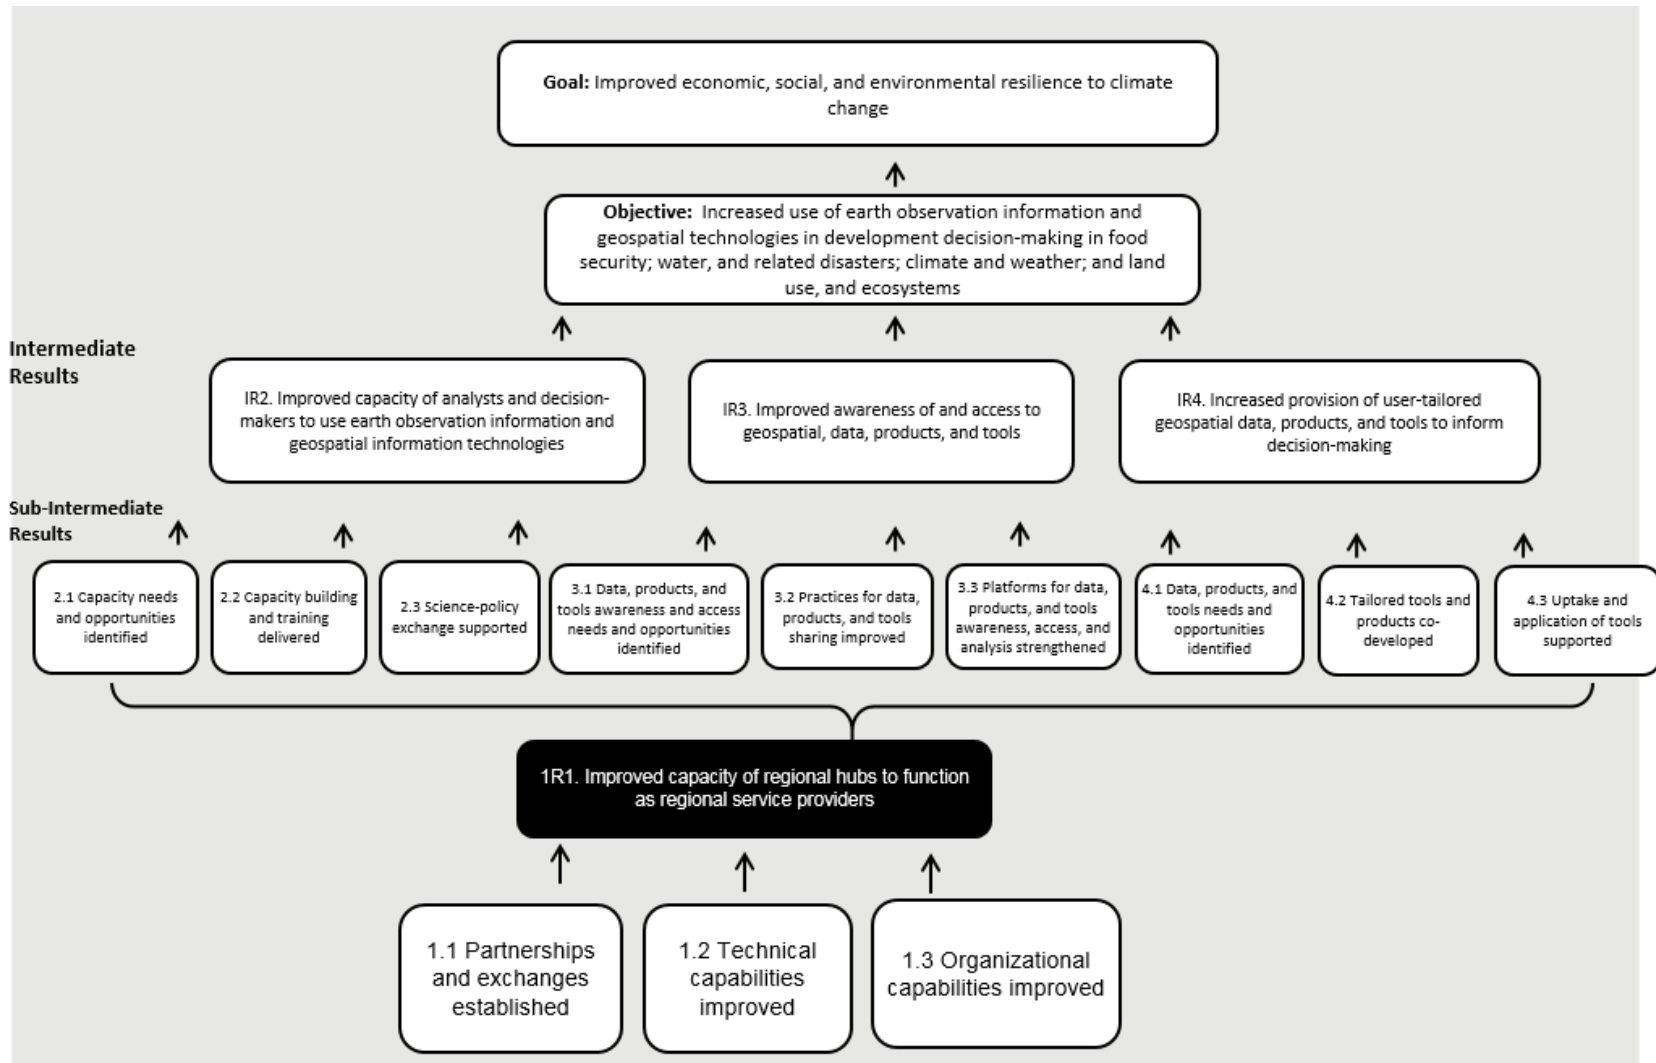 Goal: Improved economic, social, and environmental resilience to climate
change
Objective: Increased use of earth observation information and
geospatial technologies in development decision-making in food
security; water, and related disasters; climate and weather; and land
use, and ecosystems
Intermediate
Results
IR2. Improved capacity of analysts and decision-
makers to use earth observation information and
geospatial information technologies
IR3. Improved awareness of and access to
geospatial, data, products, and tools
IR4. Increased provision of user-tailored
geospatial data, products, and tools to inform
decision-making
Sub-Intermediate
Results
2.1 Capacity needs
and opportunities
identified
2.2 Capacity building
and training
delivered
2.3 Science-policy
exchange supported
3.1 Data, products, and
tools awareness and access
needs and opportunities
identified
3.2 Practices for data,
products, and tools
sharing improved
3.3 Platforms for data,
products, and tools
awareness, access, and
analysis strengthened
4.1 Data, products, and
tools needs and
opportunities
identified
4.2 Tailored tools and
products co-
developed
4.3 Uptake and
application of tools
supported
1R1. Improved capacity of regional hubs to function
as regional service providers
1.1 Partnerships
and exchanges
established
1.2 Technical
capabilities
improved
1.3 Organizational
capabilities improved